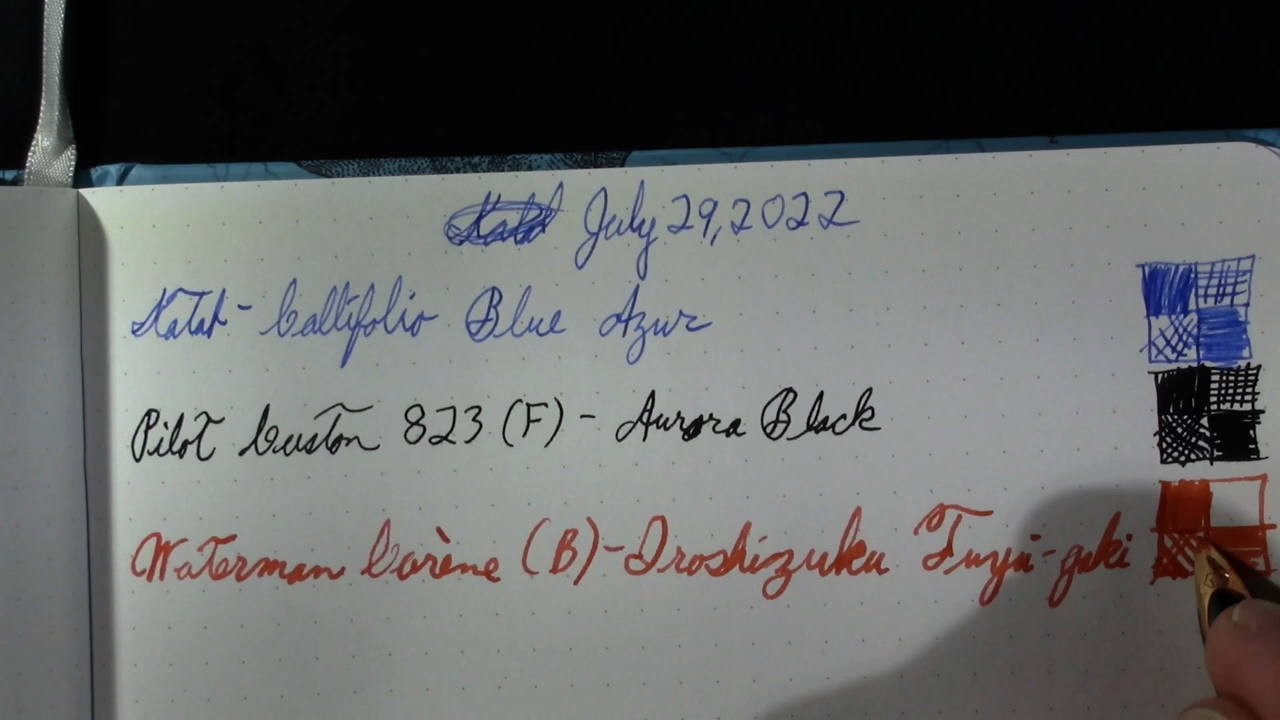 July 29, 2022
Callifolio Blue Azur
Pilot Custom 823 (F) - Aurora Black
Waterman Carène (B) - Iroshizuku Fuyu-gaki